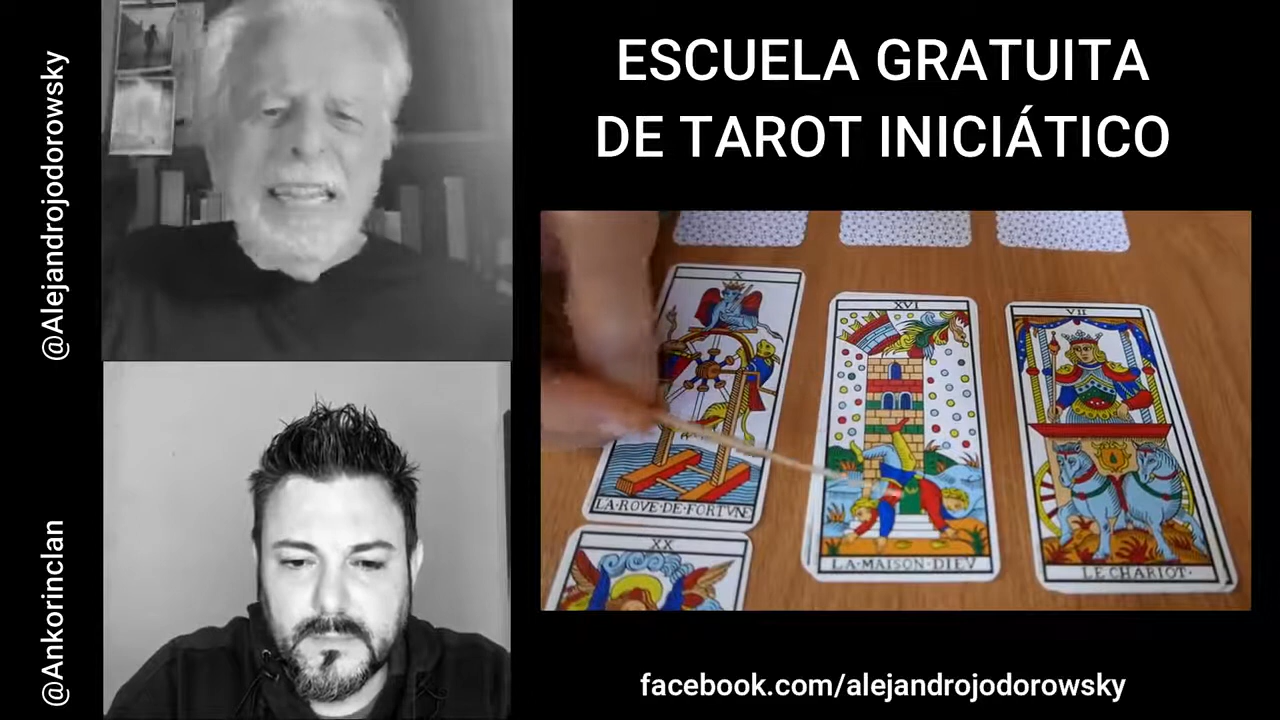 @Alejandrojodorowsky
@Ankorinclan
ESCUELA GRATUITA
DE TAROT INICIÁTICO
X
LA·ROVE·DE·FORTVNE
XVI
LA·MAISON·DIEV
VII
LE·CHARIOT·
XX
facebook.com/alejandrojodorowsky